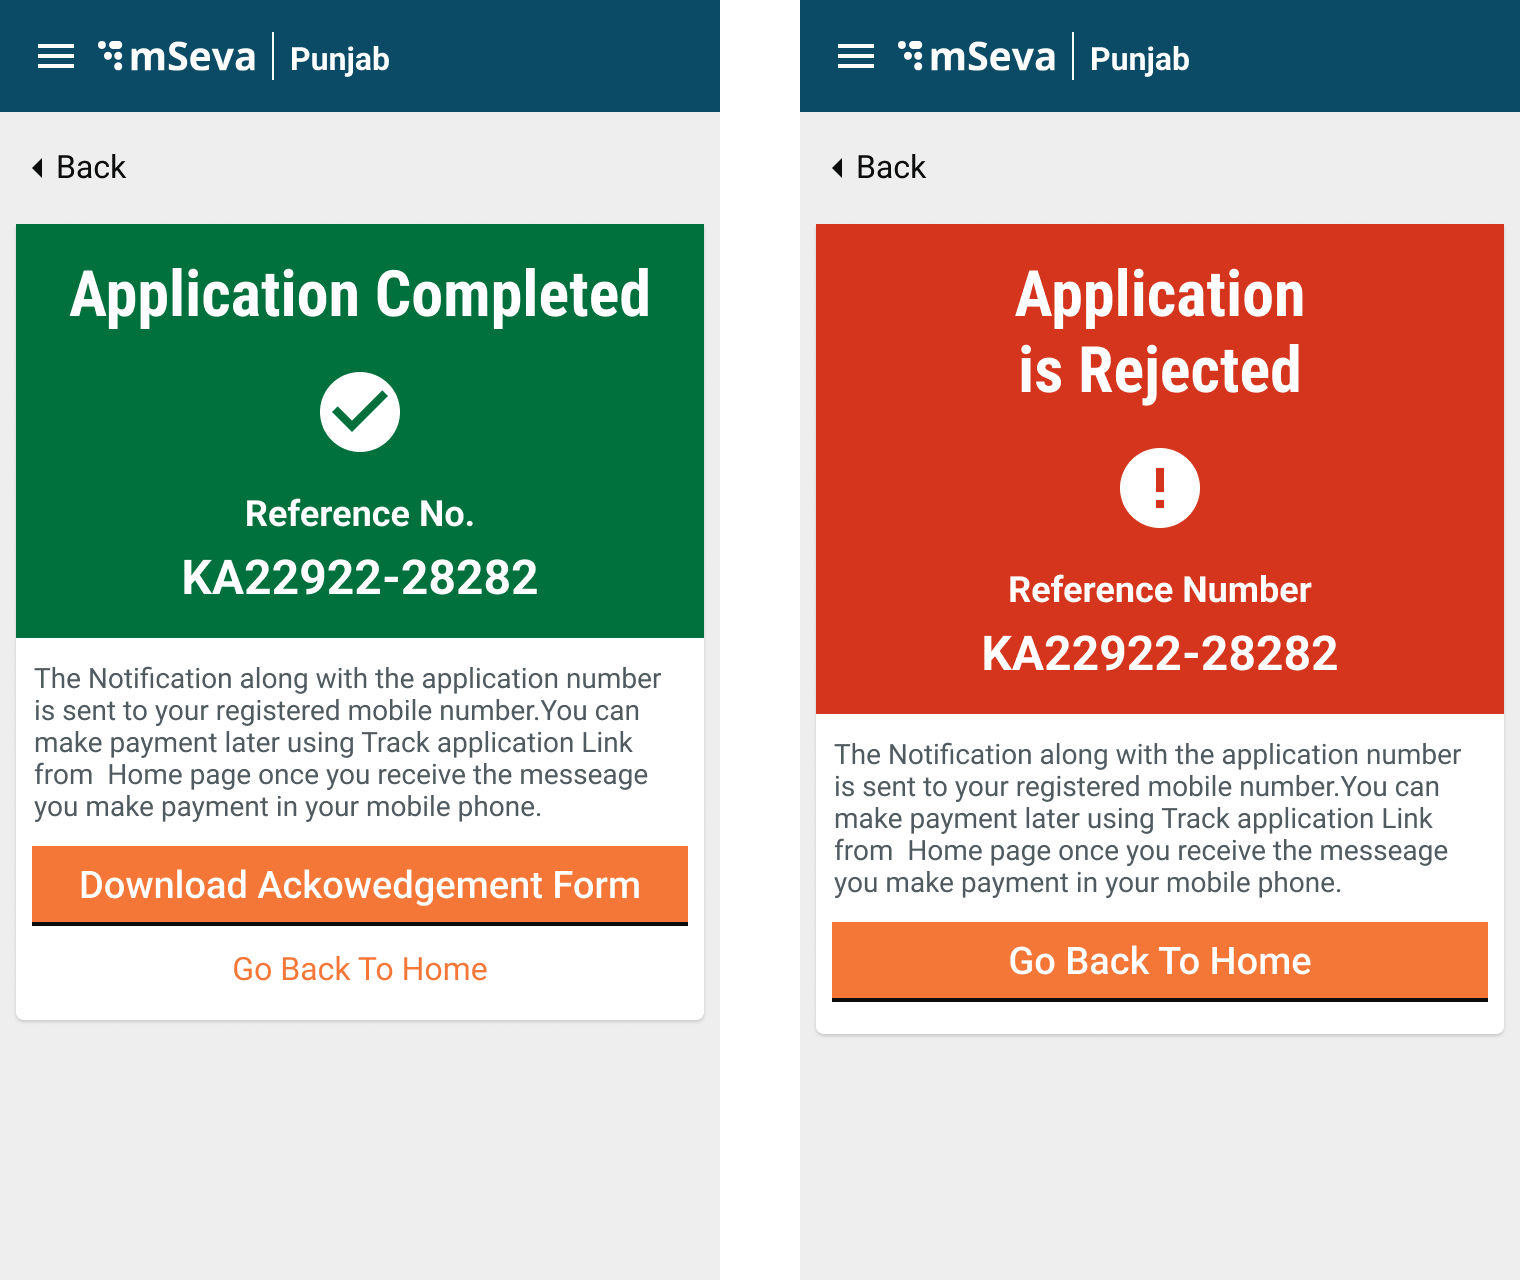 mSeva | Punjab
Back
Application Completed
Reference No.
KA22922-28282
The Notification along with the application number
is sent to your registered mobile number.You can
make payment later using Track application Link
from  Home page once you receive the messeage
you make payment in your mobile phone.
Download Ackowedgement Form
Go Back To Home
mSeva | Punjab
Back
Application
is Rejected
Reference Number
KA22922-28282
The Notification along with the application number
is sent to your registered mobile number.You can
make payment later using Track application Link
from  Home page once you receive the messeage
you make payment in your mobile phone.
Go Back To Home